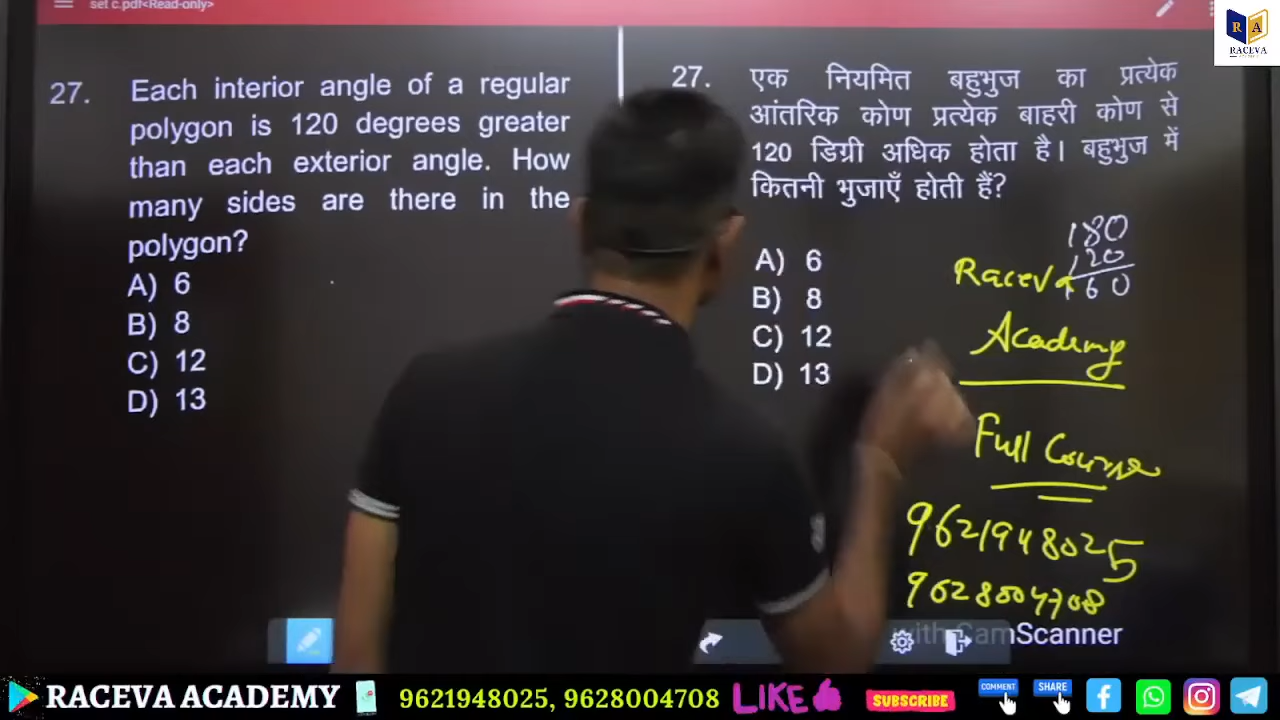 set c.pdf<Read-only>
R A
RACEVA
27. Each interior angle of a regular
polygon is 120 degrees greater
than each exterior angle. How
many sides are there in the
polygon?
A) 6
B) 8
C) 12
D) 13
27. एक नियमित बहुभुज का प्रत्येक
आंतरिक कोण प्रत्येक बाहरी कोण से
120 डिग्री अधिक होता है। बहुभुज में
कितनी भुजाएँ होती हैं?
A) 6
B) 8
C) 12
D) 13
180
120
160
Raceva
Academy
Full Course
9621948025
9628004708
with CamScanner
RACEVA ACADEMY 9621948025, 9628004708 LIKE SUBSCRIBE COMMENT SHARE